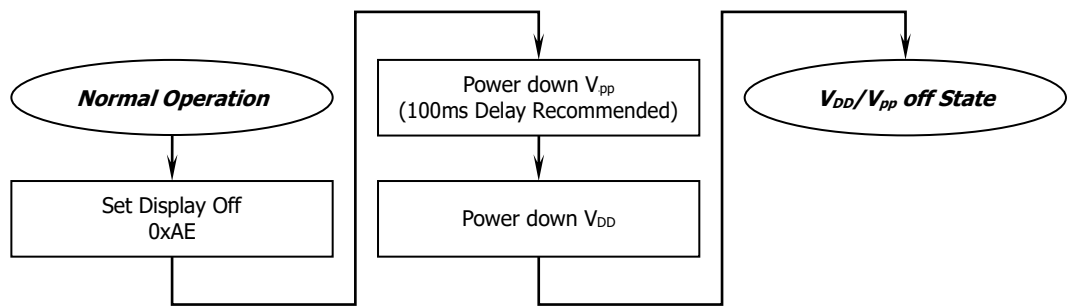 Normal Operation
Set Display Off
0xAE
Power down Vpp
(100ms Delay Recommended)
Power down VDD
VDD/Vpp off State